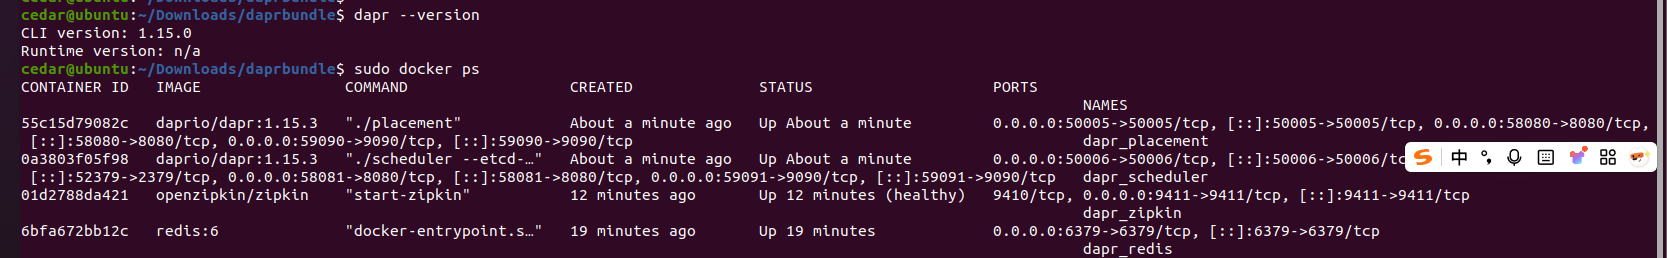 cedar@ubuntu:~/Downloads/daprbundle$ dapr --version
CLI version: 1.15.0
Runtime version: n/a
cedar@ubuntu:~/Downloads/daprbundle$ sudo docker ps
CONTAINER ID   IMAGE                COMMAND                  CREATED              STATUS                    PORTS
NAMES
55c15d79082c   daprio/dapr:1.15.3   "./placement"            About a minute ago   Up About a minute         0.0.0.0:50005->50005/tcp, [::]:50005->50005/tcp, 0.0.0.0:58080->8080/tcp,
[::]:58080->8080/tcp, 0.0.0.0:59090->9090/tcp, [::]:59090->9090/tcp   dapr_placement
0a3803f05f98   daprio/dapr:1.15.3   "./scheduler --etcd-…"   About a minute ago   Up About a minute         0.0.0.0:50006->50006/tcp, [::]:50006->50006/tc
[::]:52379->2379/tcp, 0.0.0.0:58081->8080/tcp, [::]:58081->8080/tcp, 0.0.0.0:59091->9090/tcp, [::]:59091->9090/tcp   dapr_scheduler
01d2788da421   openzipkin/zipkin    "start-zipkin"           12 minutes ago       Up 12 minutes (healthy)   9410/tcp, 0.0.0.0:9411->9411/tcp, [::]:9411->9411/tcp
dapr_zipkin
6bfa672bb12c   redis:6              "docker-entrypoint.s…"   19 minutes ago       Up 19 minutes             0.0.0.0:6379->6379/tcp, [::]:6379->6379/tcp
dapr_redis
中